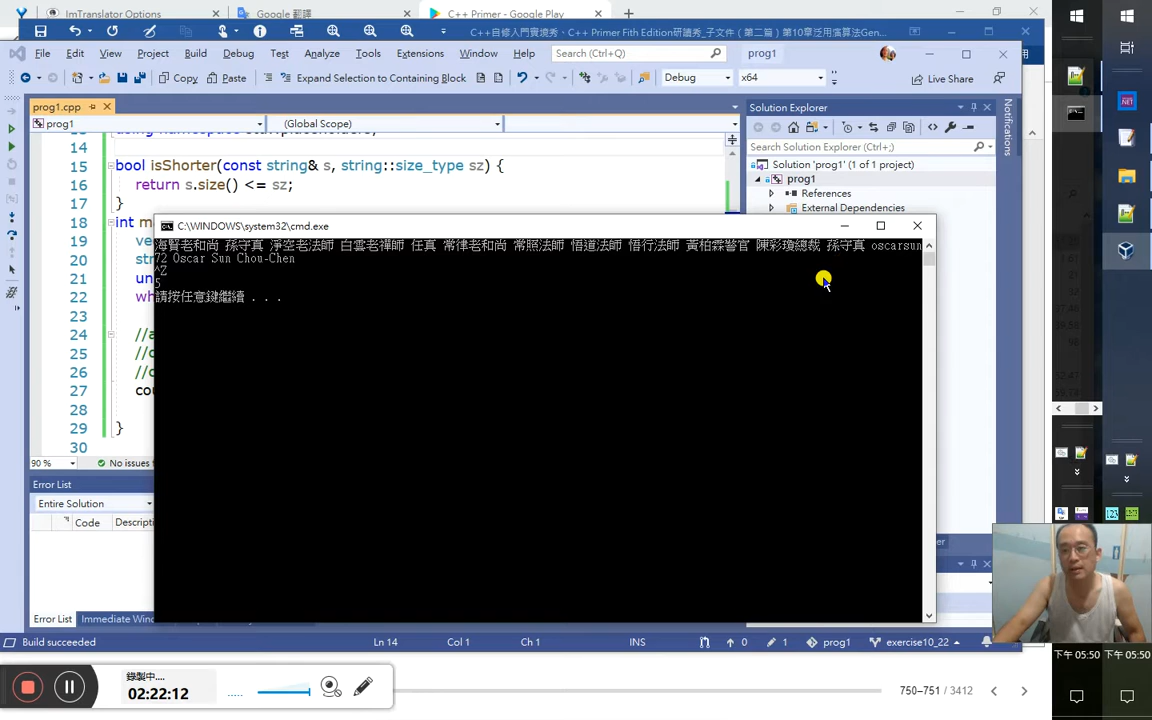 ImTranslator Options
Google 翻譯
C++ Primer - Google Play
C++自修入門實境秀、C++ Primer Fith Edition研讀秀_子文件（第二篇）第10章泛用演算法Gen...
File Edit View Project Build Debug Test Analyze Tools Extensions Window Help Search (Ctrl+Q) prog1
Copy Paste Expand Selection to Containing Block Debug x64 Live Share
prog1.cpp
Solution Explorer
Notifications
prog1 (Global Scope)
14
15 bool isShorter(const string& s, string::size_type sz) {
16 return s.size() <= sz;
17 }
Search Solution Explorer (Ctrl+;)
Solution 'prog1' (1 of 1 project)
prog1
References
External Dependencies
18 int m
19 ve
20 str
21 un
22 wh
24 //a
25 //c
26 //c
27 cou
28
29 }
30
C:\WINDOWS\system32\cmd.exe
海賢老和尚 孫守真 淨空老法師 白雲老禪師 任真 常律老和尚 常照法師 悟道法師 悟行法師 黃柏霖警官 陳彩瓊總裁 孫守真 oscarsun
72 Oscar Sun Chou-Chen
^Z
5
請按任意鍵繼續 . . .
90 % No issues
Error List
Entire Solution
Code Descripti
Error List Immediate Win
Build succeeded Ln 14 Col 1 Ch 1 INS 0 1 prog1 exercise10_22
下午 05:50 下午 05:50
錄製中...
02:22:12
750–751 / 3412